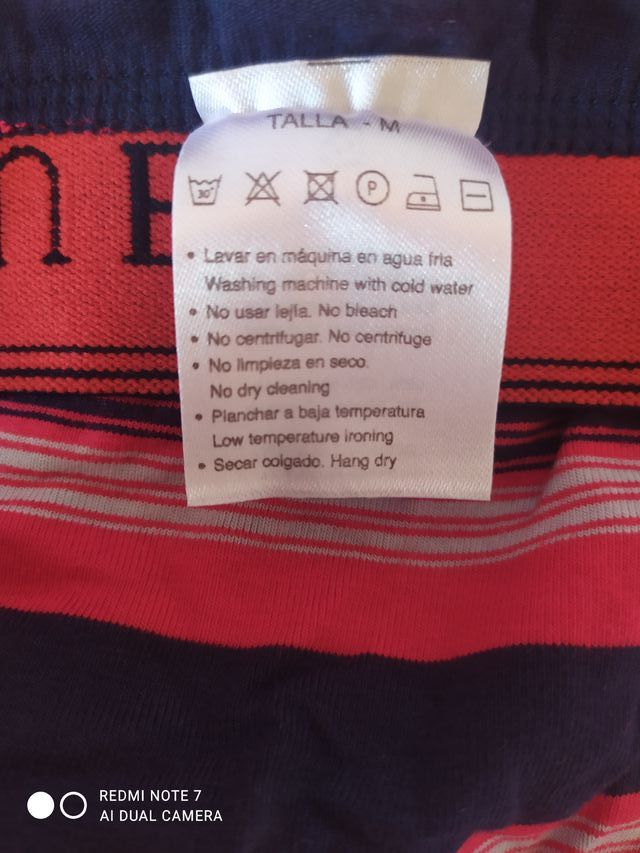 TALLA - M
30°
P
• Lavar en máquina en agua fria
Washing machine with cold water
• No usar lejía. No bleach
• No centrifugar. No centrifuge
• No limpieza en seco.
No dry cleaning
• Planchar a baja temperatura
Low temperature ironing
• Secar colgado. Hang dry
REDMI NOTE 7
AI DUAL CAMERA